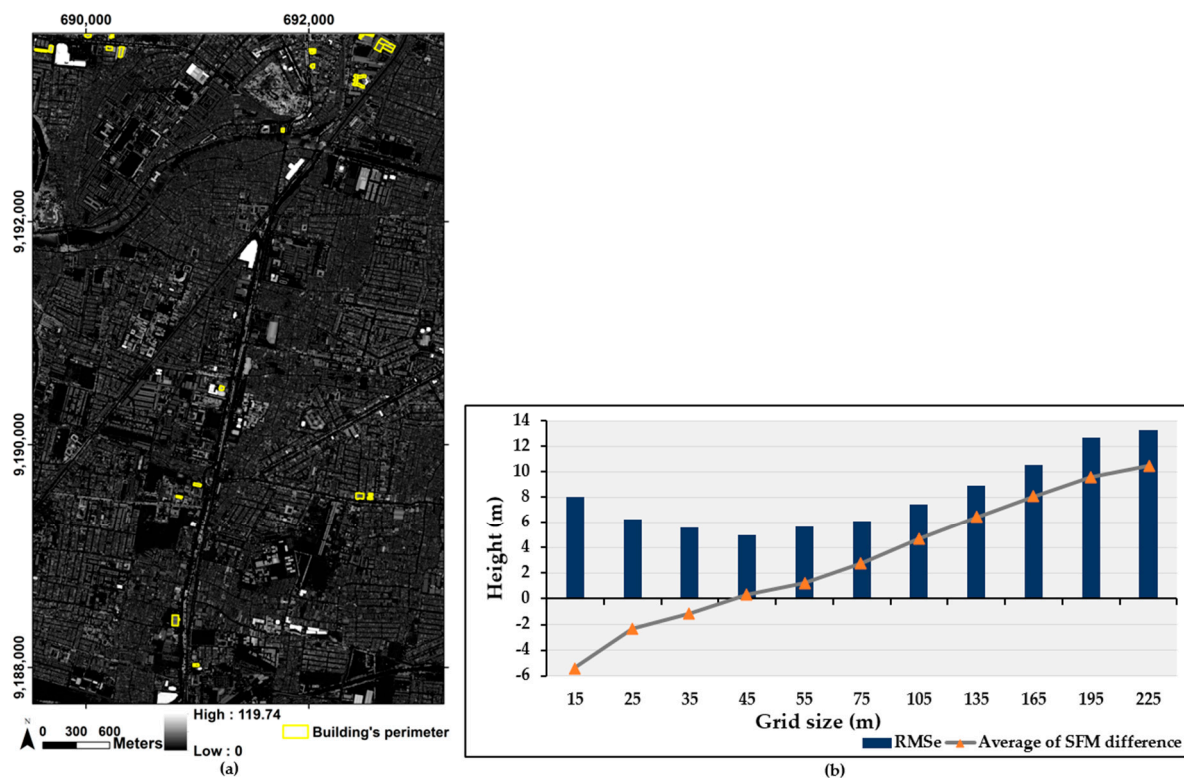 690,000
692,000
9,192,000
9,190,000
9,188,000
N
0 300 600
Meters
High : 119.74
Low : 0
Building's perimeter
(a)
Height (m)
14
12
10
8
6
4
2
0
-2
-4
-6
15 25 35 45 55 75 105 135 165 195 225
Grid size (m)
RMSe
Average of SFM difference
(b)